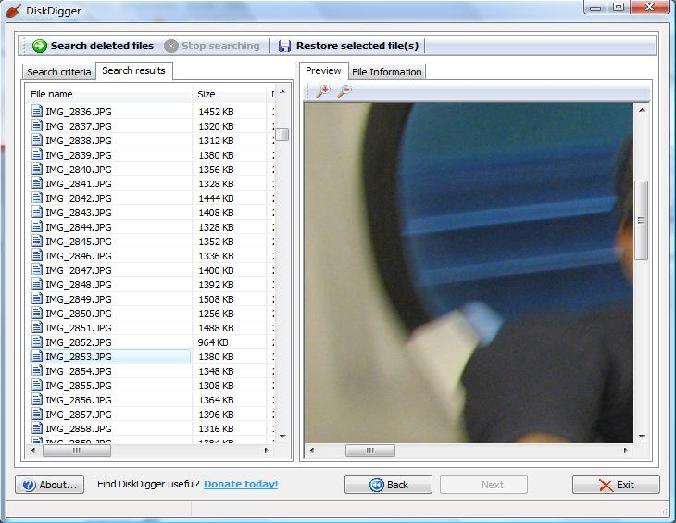 DiskDigger
Search deleted files Stop searching Restore selected file(s)
Search criteria Search results Preview File Information
File name Size
IMG_2836.JPG 1452 KB
IMG_2837.JPG 1320 KB
IMG_2838.JPG 1312 KB
IMG_2839.JPG 1380 KB
IMG_2840.JPG 1356 KB
IMG_2841.JPG 1328 KB
IMG_2842.JPG 1444 KB
IMG_2843.JPG 1408 KB
IMG_2844.JPG 1328 KB
IMG_2845.JPG 1352 KB
IMG_2846.JPG 1336 KB
IMG_2847.JPG 1400 KB
IMG_2848.JPG 1392 KB
IMG_2849.JPG 1508 KB
IMG_2850.JPG 1256 KB
IMG_2851.JPG 1488 KB
IMG_2852.JPG 964 KB
IMG_2853.JPG 1380 KB
IMG_2854.JPG 1348 KB
IMG_2855.JPG 1308 KB
IMG_2856.JPG 1364 KB
IMG_2857.JPG 1396 KB
IMG_2858.JPG 1316 KB
About... Find DiskDigger useful? Donate today! Back Next Exit